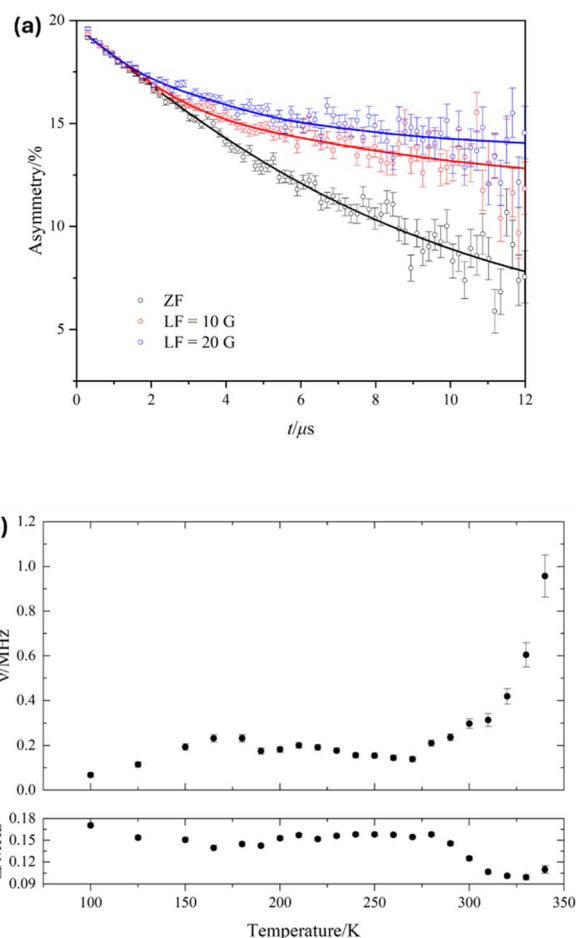 (a)
20
15
10
5
Asymmetry/%
ZF
LF = 10 G
LF = 20 G
0 2 4 6 8 10 12
t/μs
)
1.2
1.0
0.8
0.6
0.4
0.2
0.0
ν/MHz
0.18
0.15
0.12
0.09
100 150 200 250 300 350
Temperature/K